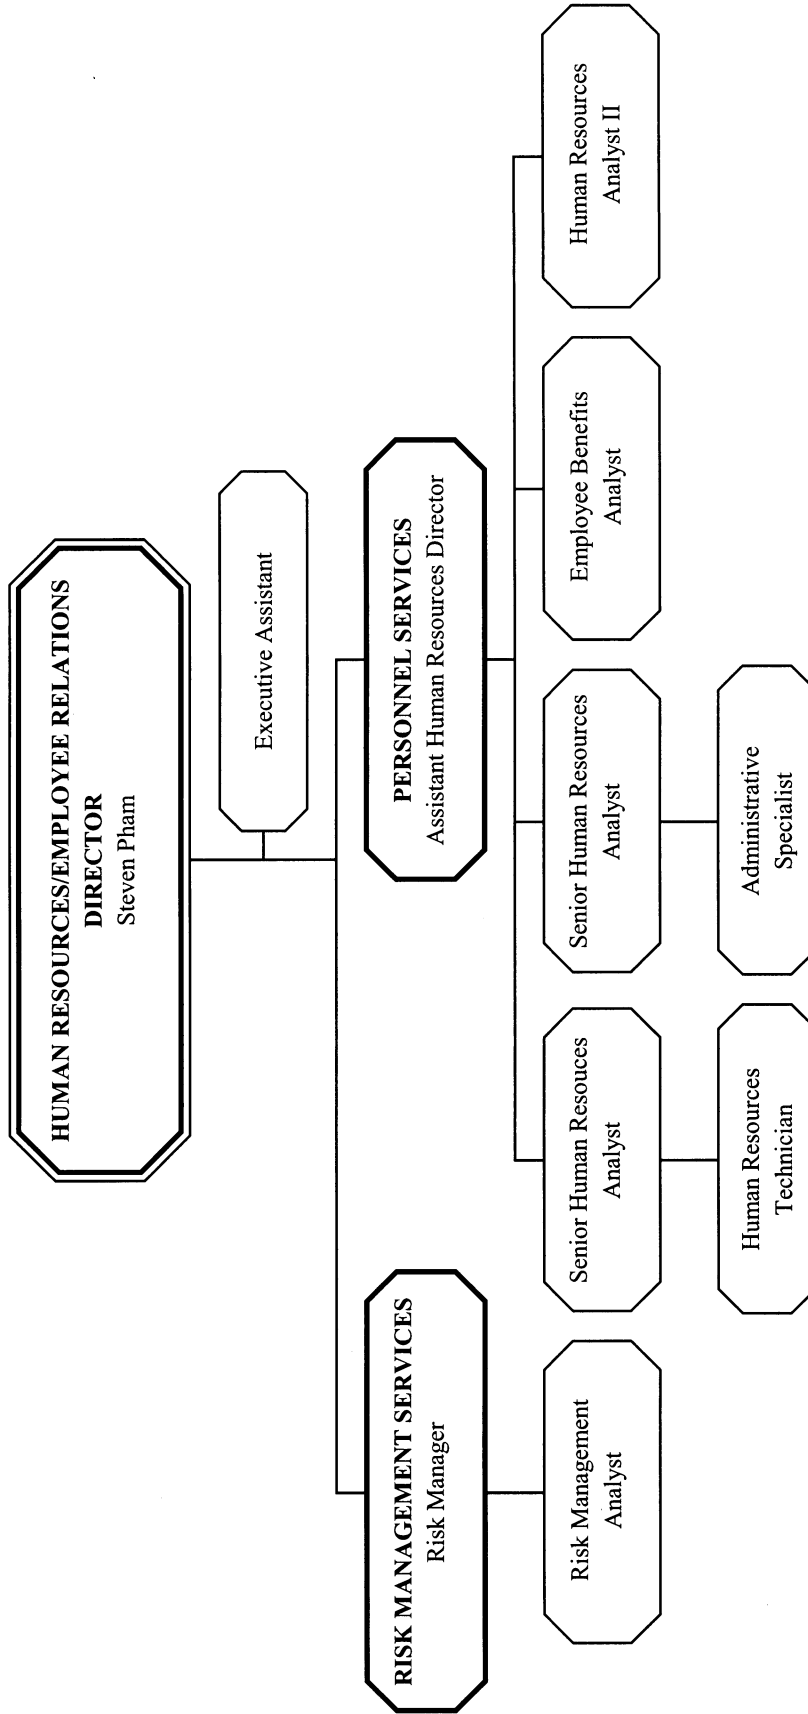 HUMAN RESOURCES/EMPLOYEE RELATIONS
DIRECTOR
Steven Pham
Executive Assistant
RISK MANAGEMENT SERVICES
Risk Manager
PERSONNEL SERVICES
Assistant Human Resources Director
Risk Management
Analyst
Senior Human Resouces
Analyst
Senior Human Resources
Analyst
Employee Benefits
Analyst
Human Resources
Analyst II
Human Resources
Technician
Administrative
Specialist